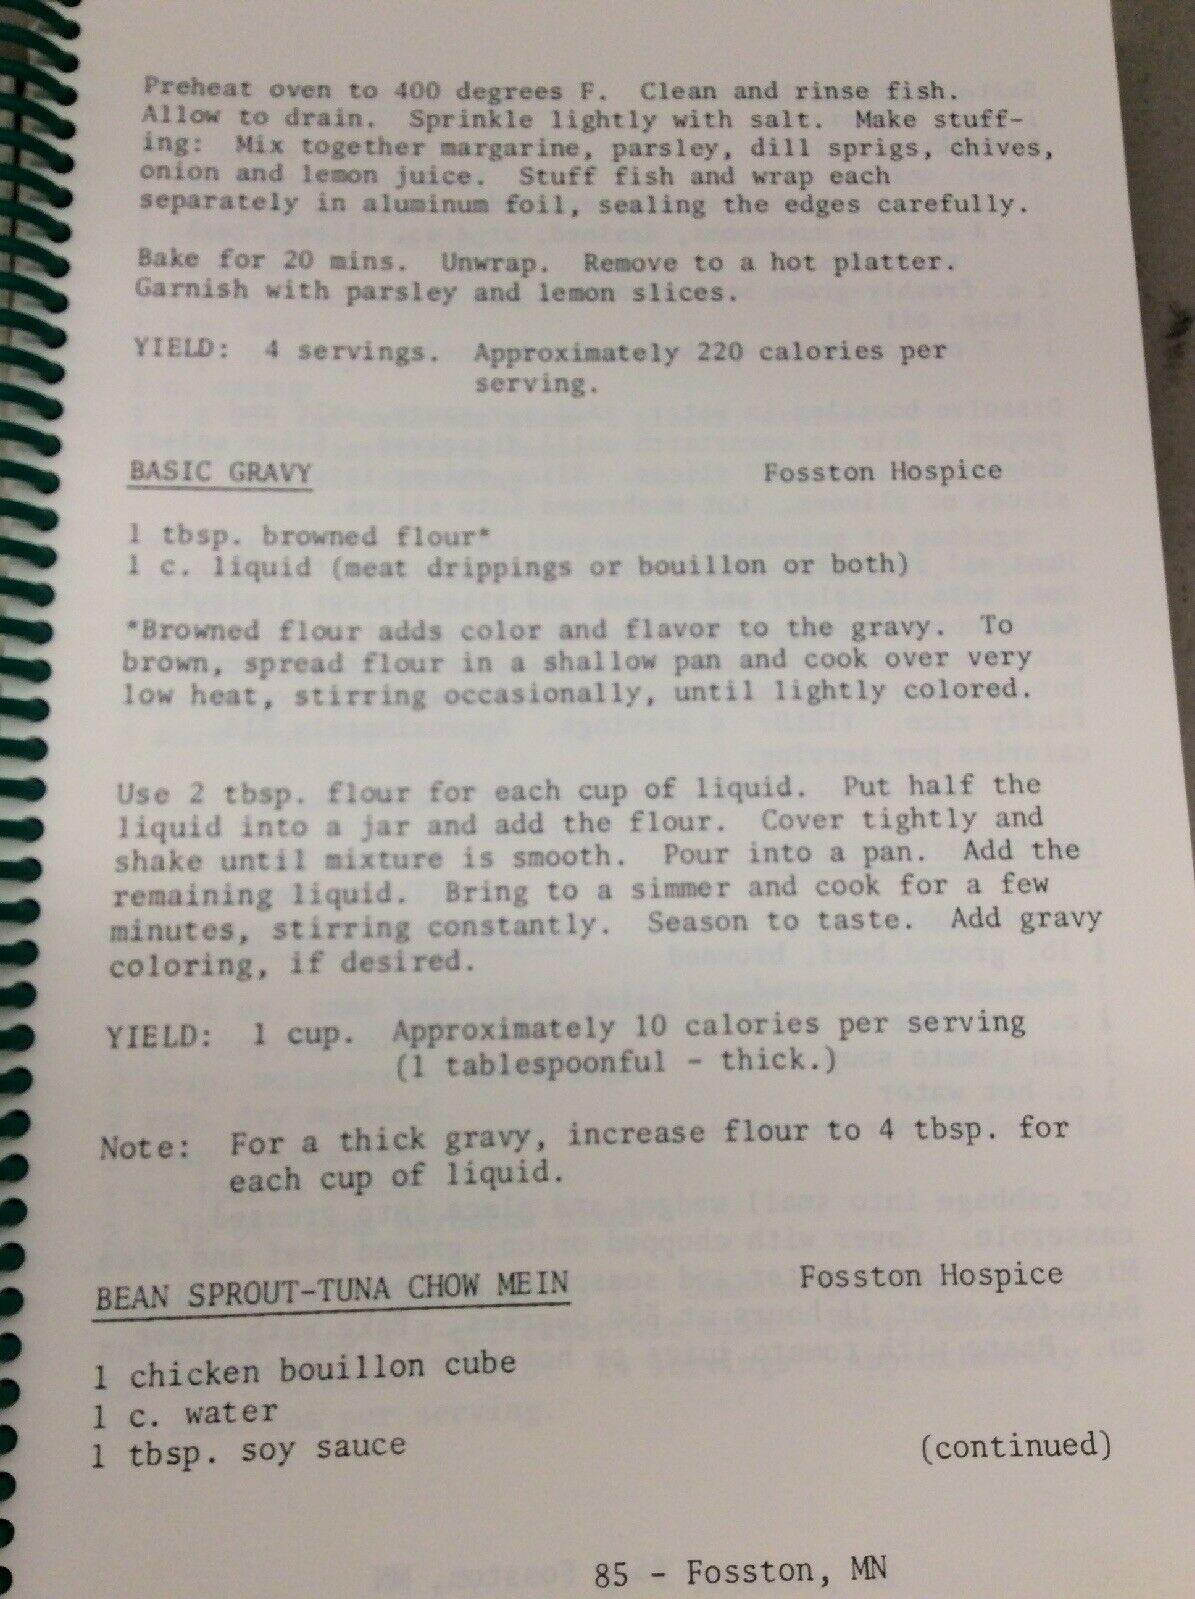 Preheat oven to 400 degrees F. Clean and rinse fish.
Allow to drain. Sprinkle lightly with salt. Make stuff-
ing: Mix together margarine, parsley, dill sprigs, chives,
onion and lemon juice. Stuff fish and wrap each
separately in aluminum foil, sealing the edges carefully.
Bake for 20 mins. Unwrap. Remove to a hot platter.
Garnish with parsley and lemon slices.
YIELD: 4 servings. Approximately 220 calories per
serving.
BASIC GRAVY Fosston Hospice
1 tbsp. browned flour*
1 c. liquid (meat drippings or bouillon or both)
*Browned flour adds color and flavor to the gravy. To
brown, spread flour in a shallow pan and cook over very
low heat, stirring occasionally, until lightly colored.
Use 2 tbsp. flour for each cup of liquid. Put half the
liquid into a jar and add the flour. Cover tightly and
shake until mixture is smooth. Pour into a pan. Add the
remaining liquid. Bring to a simmer and cook for a few
minutes, stirring constantly. Season to taste. Add gravy
coloring, if desired.
YIELD: 1 cup. Approximately 10 calories per serving
(1 tablespoonful - thick.)
Note: For a thick gravy, increase flour to 4 tbsp. for
each cup of liquid.
BEAN SPROUT-TUNA CHOW MEIN Fosston Hospice
1 chicken bouillon cube
1 c. water
1 tbsp. soy sauce (continued)
85 - Fosston, MN